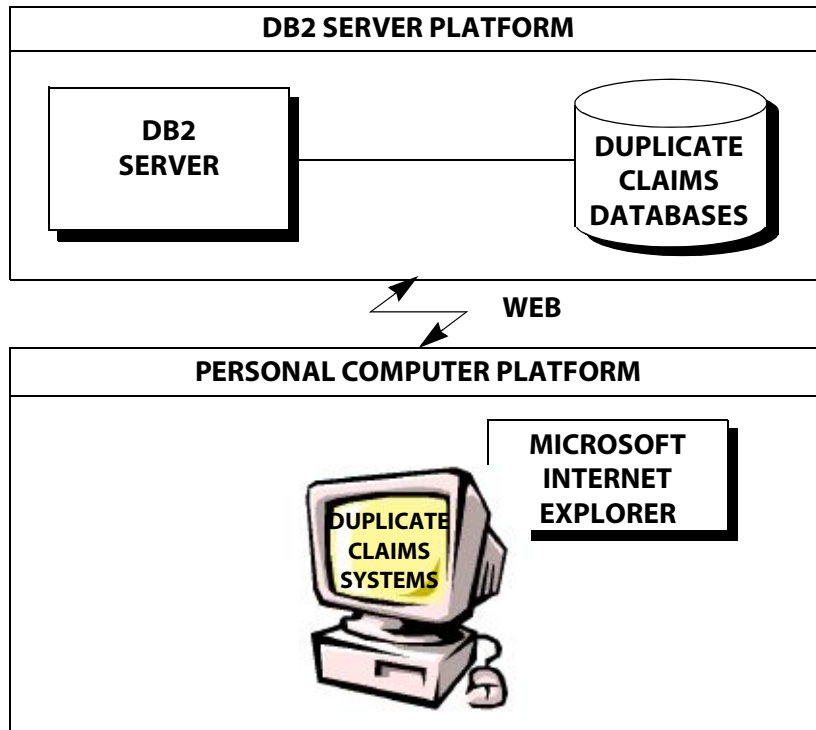 DB2 SERVER PLATFORM
DB2
SERVER
DUPLICATE
CLAIMS
DATABASES
WEB
PERSONAL COMPUTER PLATFORM
MICROSOFT
INTERNET
EXPLORER
DUPLICATE
CLAIMS
SYSTEMS